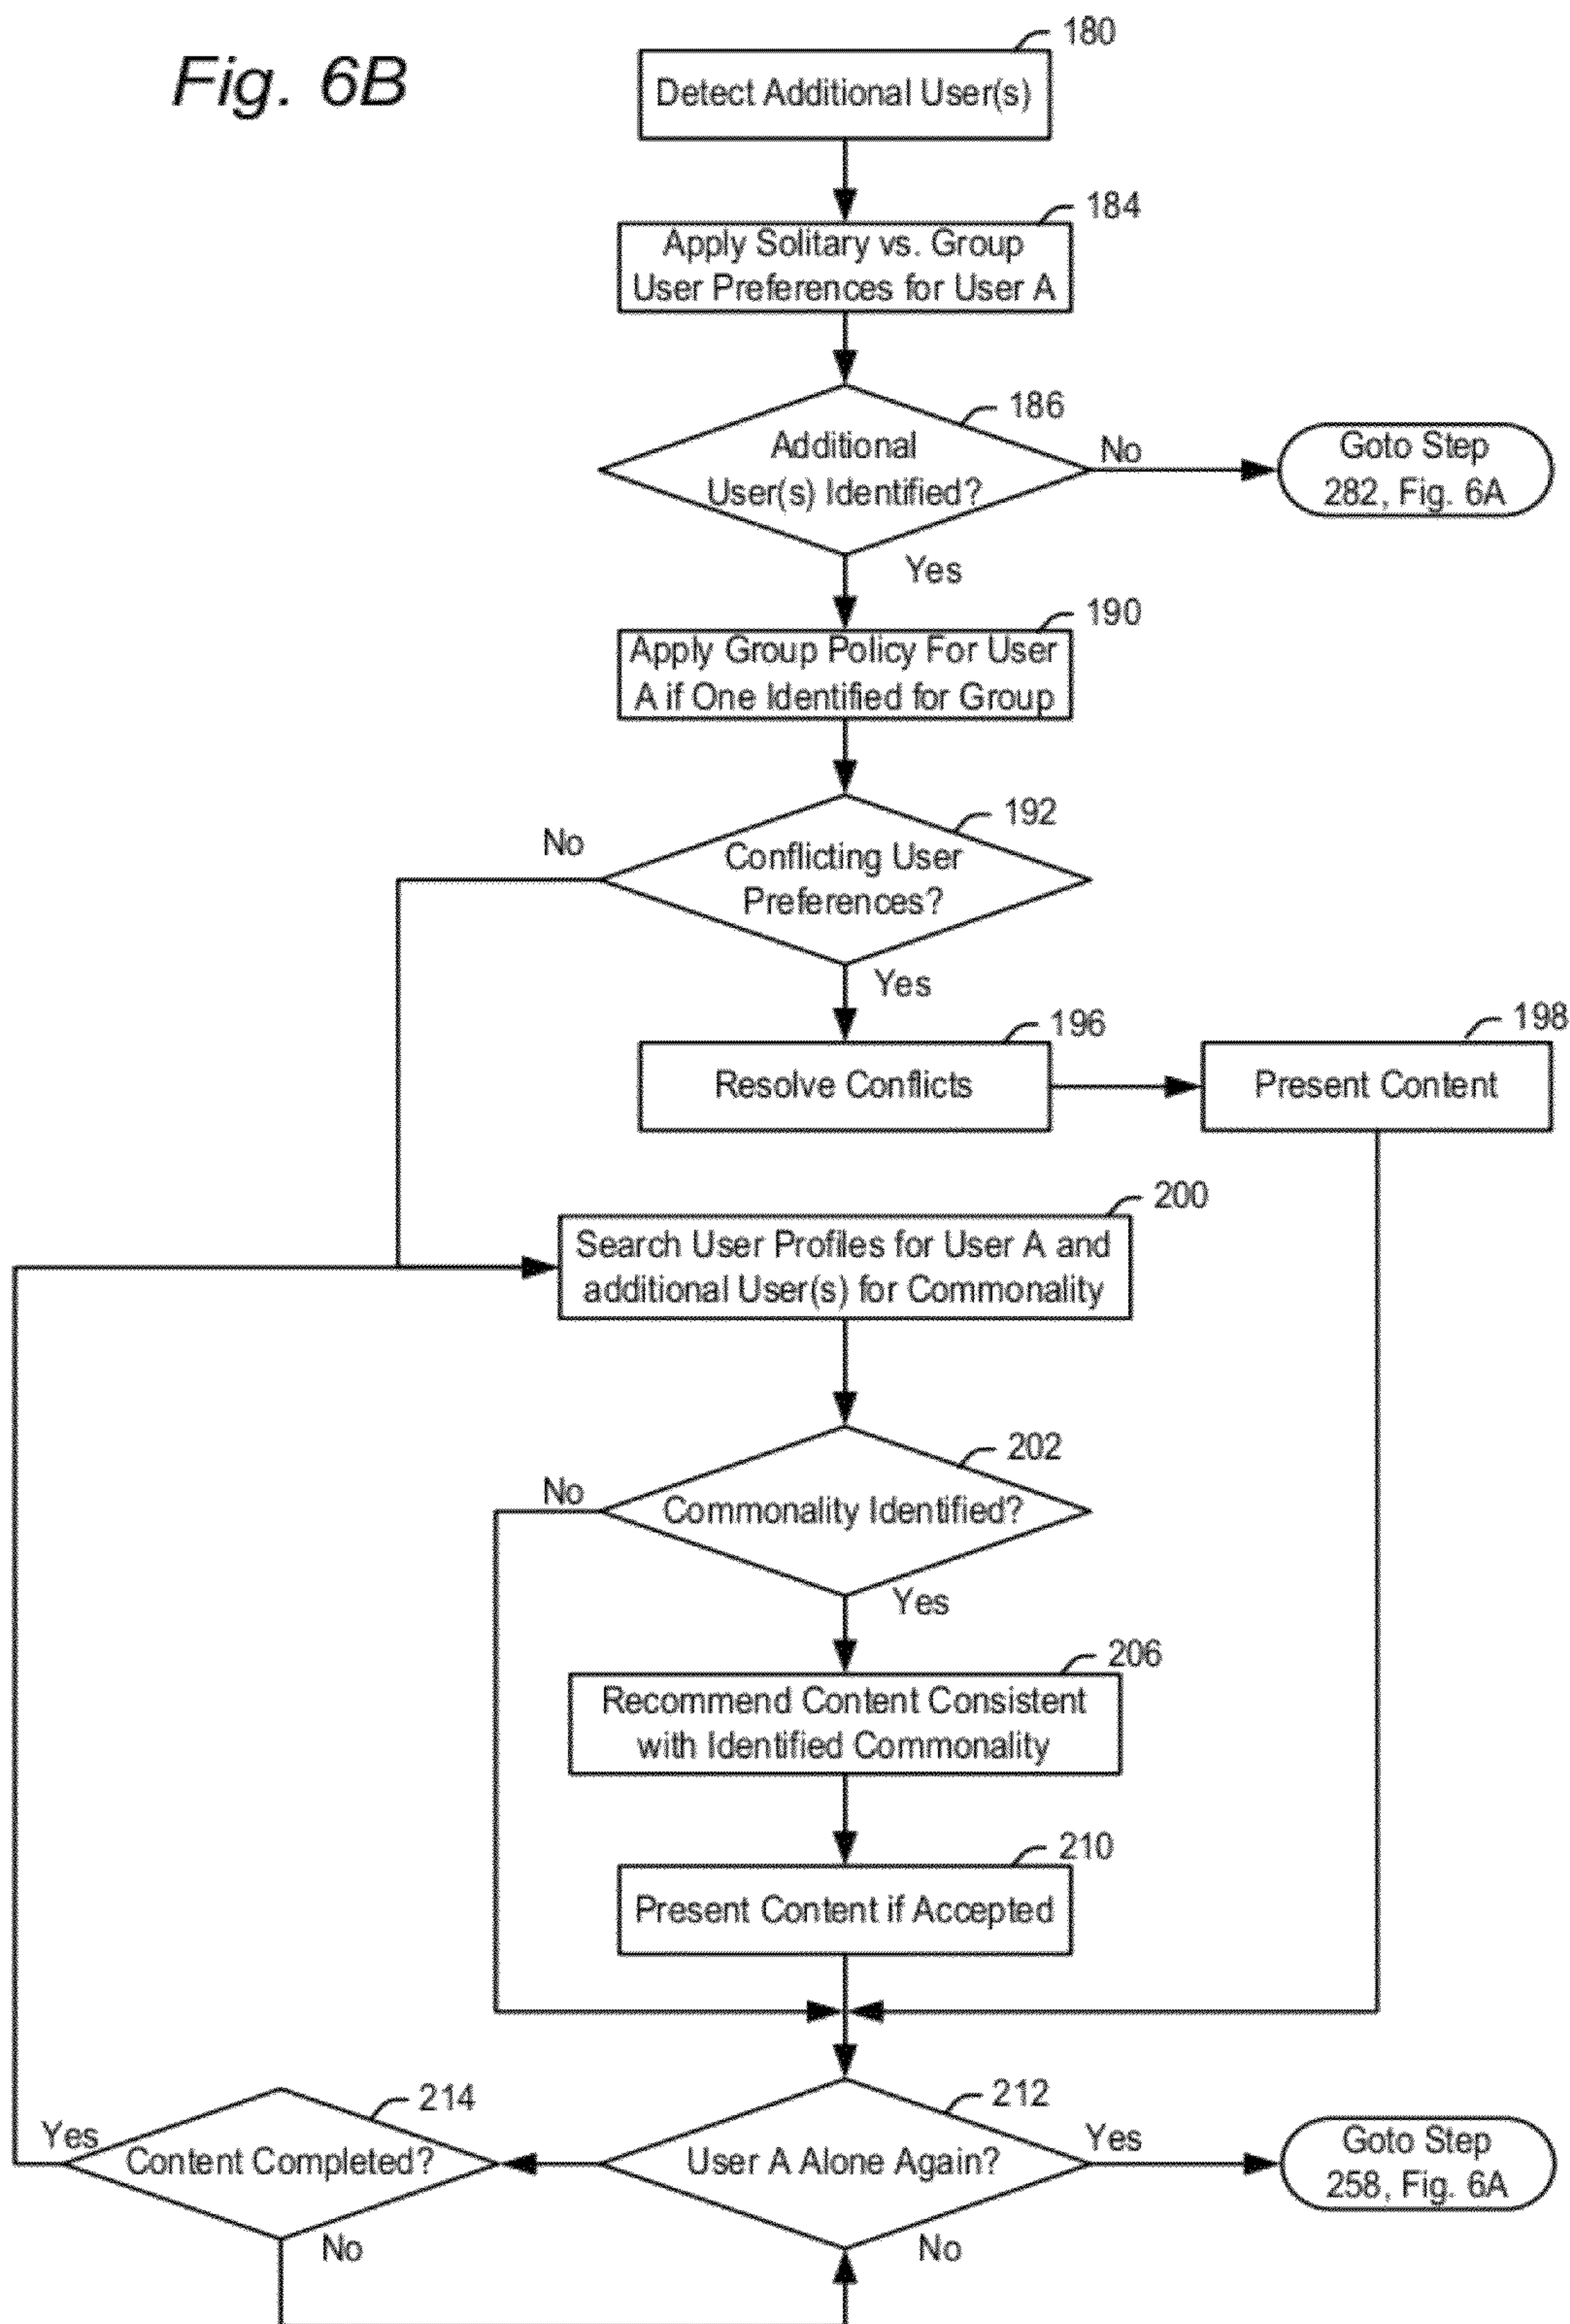 Fig. 6B
180
Detect Additional User(s)
184
Apply Solitary vs. Group
User Preferences for User A
186
Additional
User(s) Identified?
No
Goto Step
282, Fig. 6A
Yes
190
Apply Group Policy For User
A if One Identified for Group
192
No
Conflicting User
Preferences?
Yes
196
198
Resolve Conflicts
Present Content
200
Search User Profiles for User A and
additional User(s) for Commonality
202
No
Commonality Identified?
Yes
206
Recommend Content Consistent
with Identified Commonality
210
Present Content if Accepted
214
212
Yes
Content Completed?
User A Alone Again?
Yes
Goto Step
258, Fig. 6A
No
No